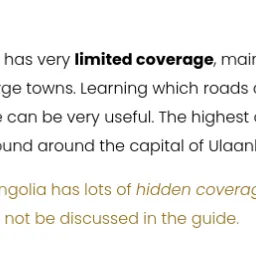 has very limited coverage, main
ge towns. Learning which roads
can be very useful. The highest
und around the capital of Ulaan
ngolia has lots of hidden coverag
not be discussed in the guide.